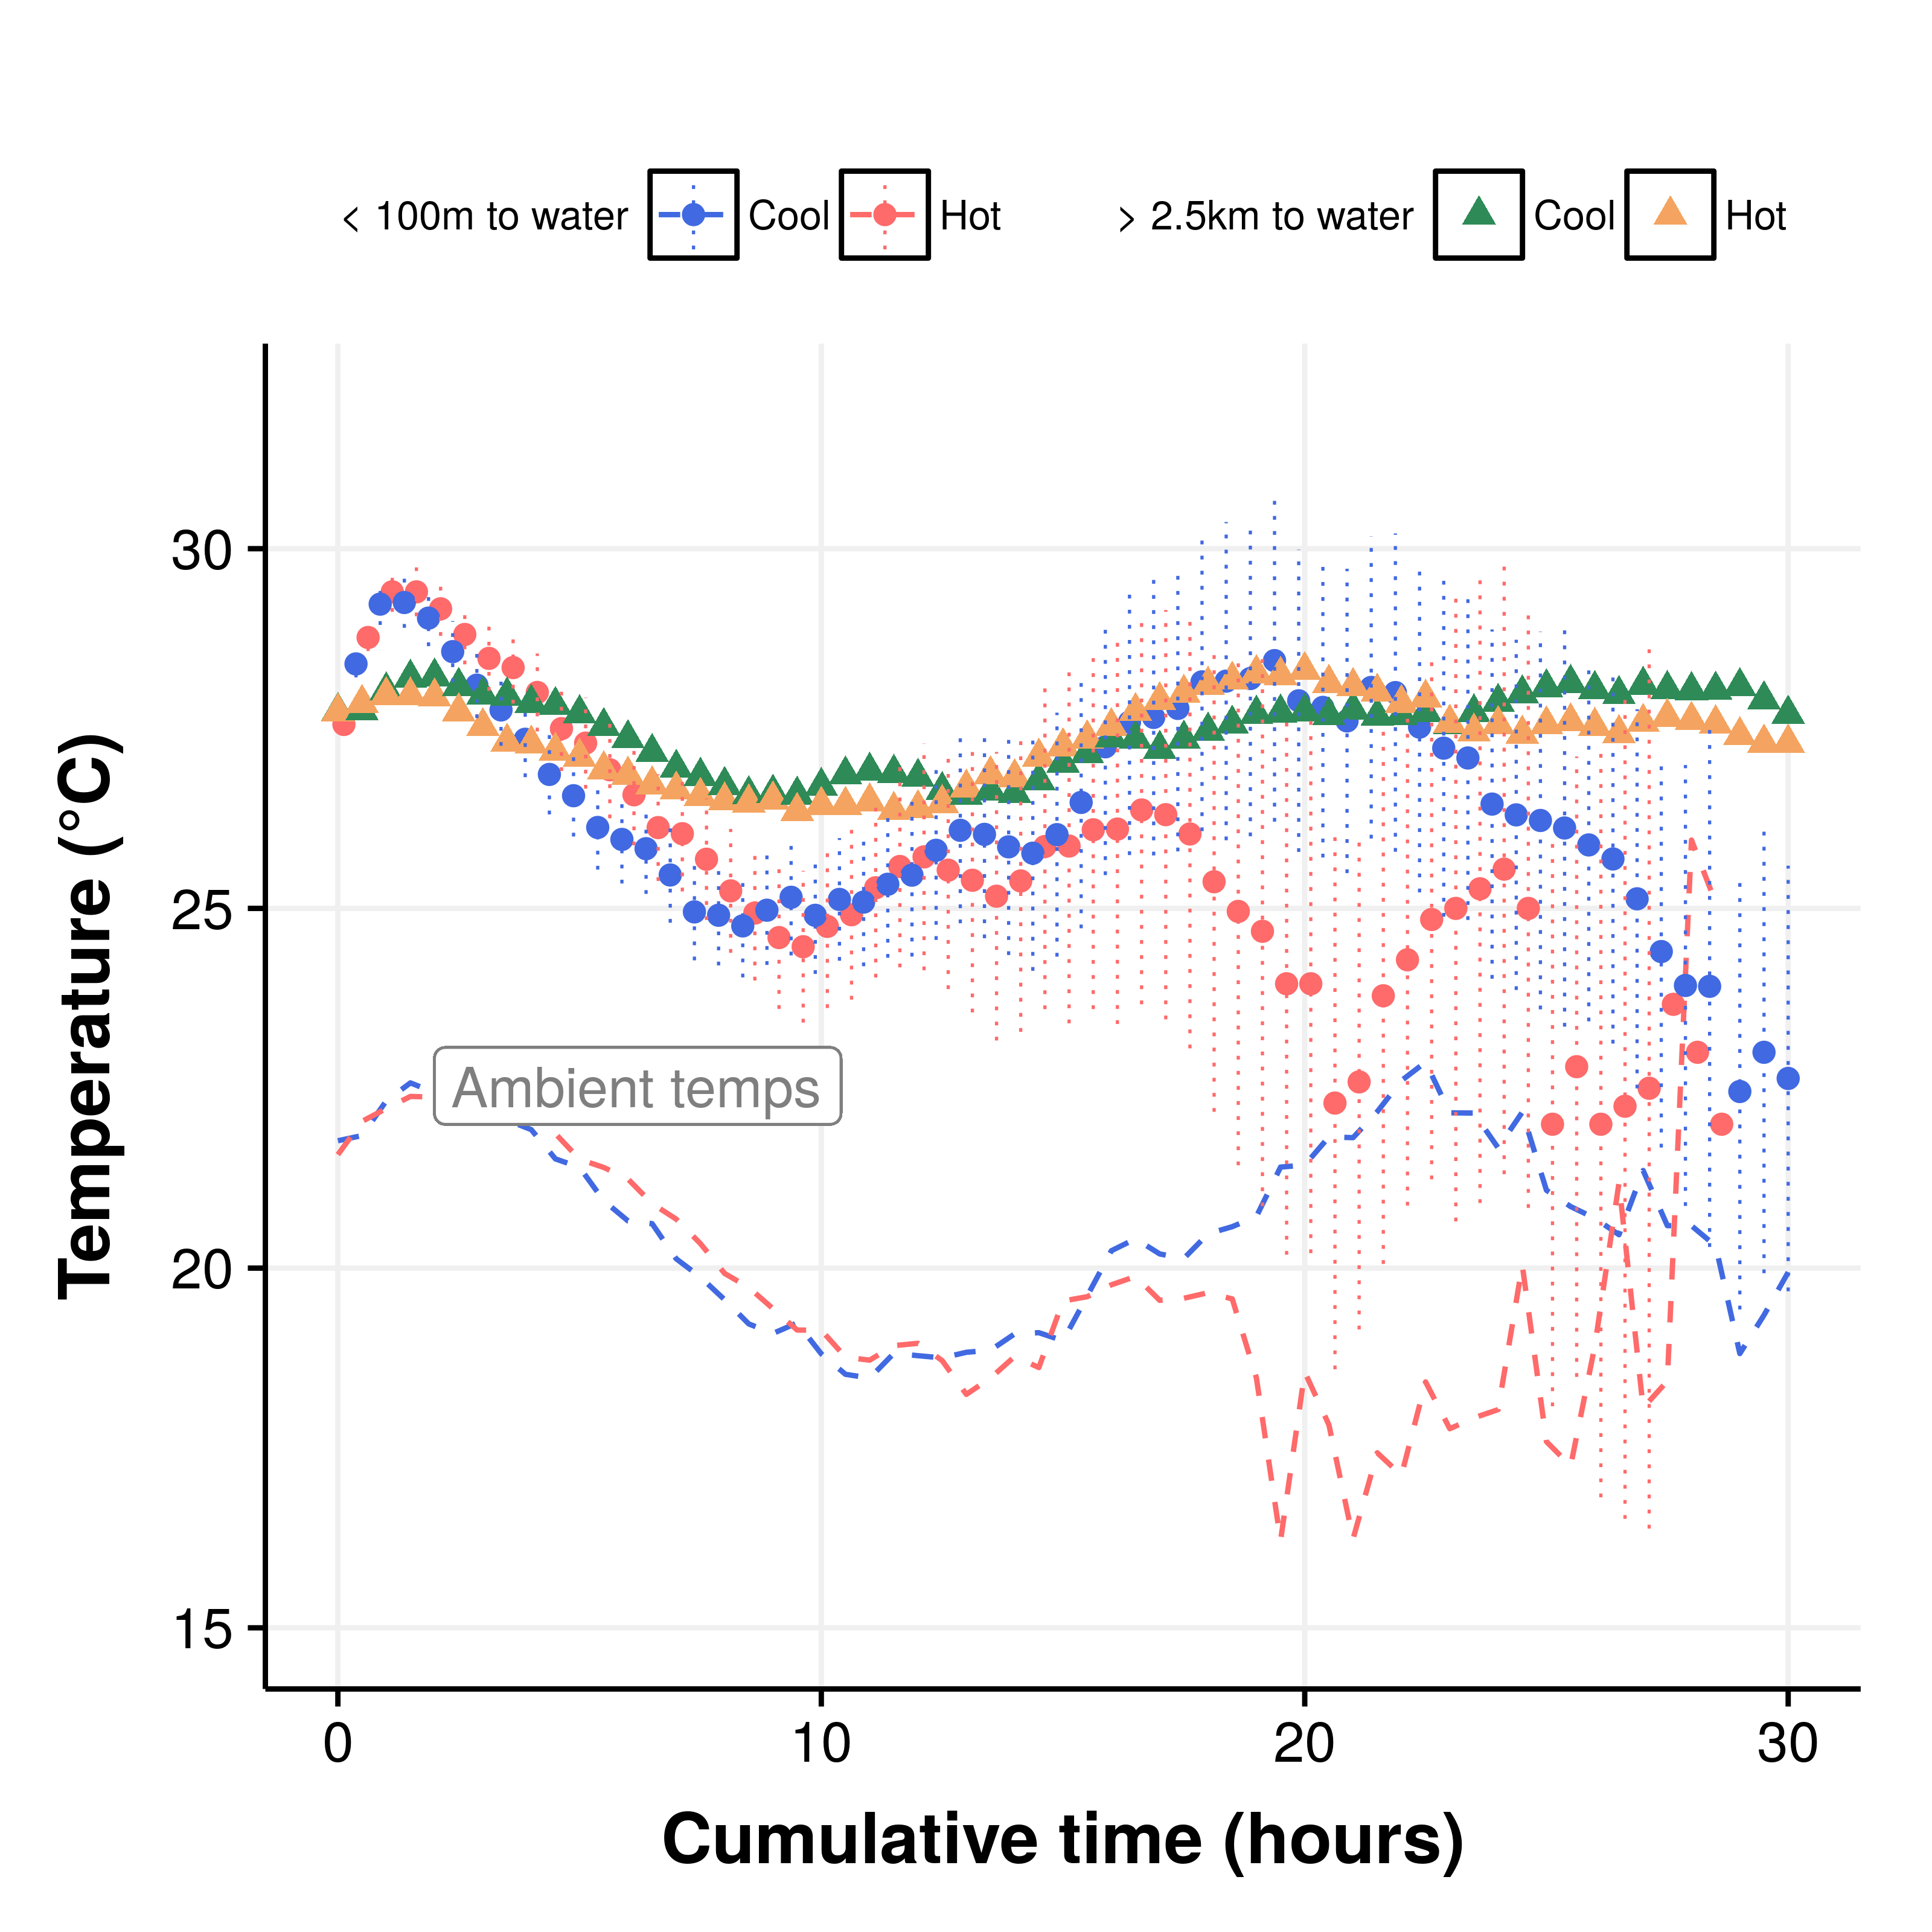 < 100m to water Cool Hot > 2.5km to water Cool Hot
Temperature (°C)
30
25
20
15
Ambient temps
0 10 20 30
Cumulative time (hours)